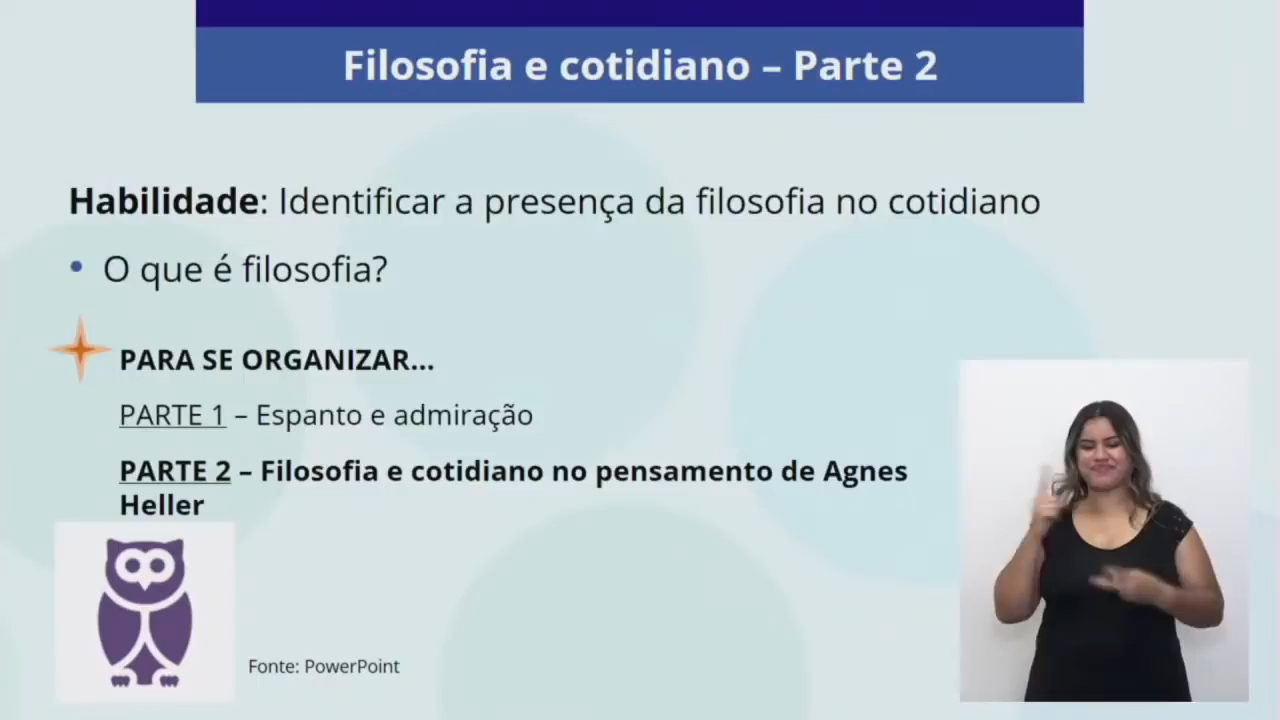 Filosofia e cotidiano – Parte 2
Habilidade: Identificar a presença da filosofia no cotidiano
• O que é filosofia?
PARA SE ORGANIZAR...
PARTE 1 – Espanto e admiração
PARTE 2 – Filosofia e cotidiano no pensamento de Agnes
Heller
Fonte: PowerPoint